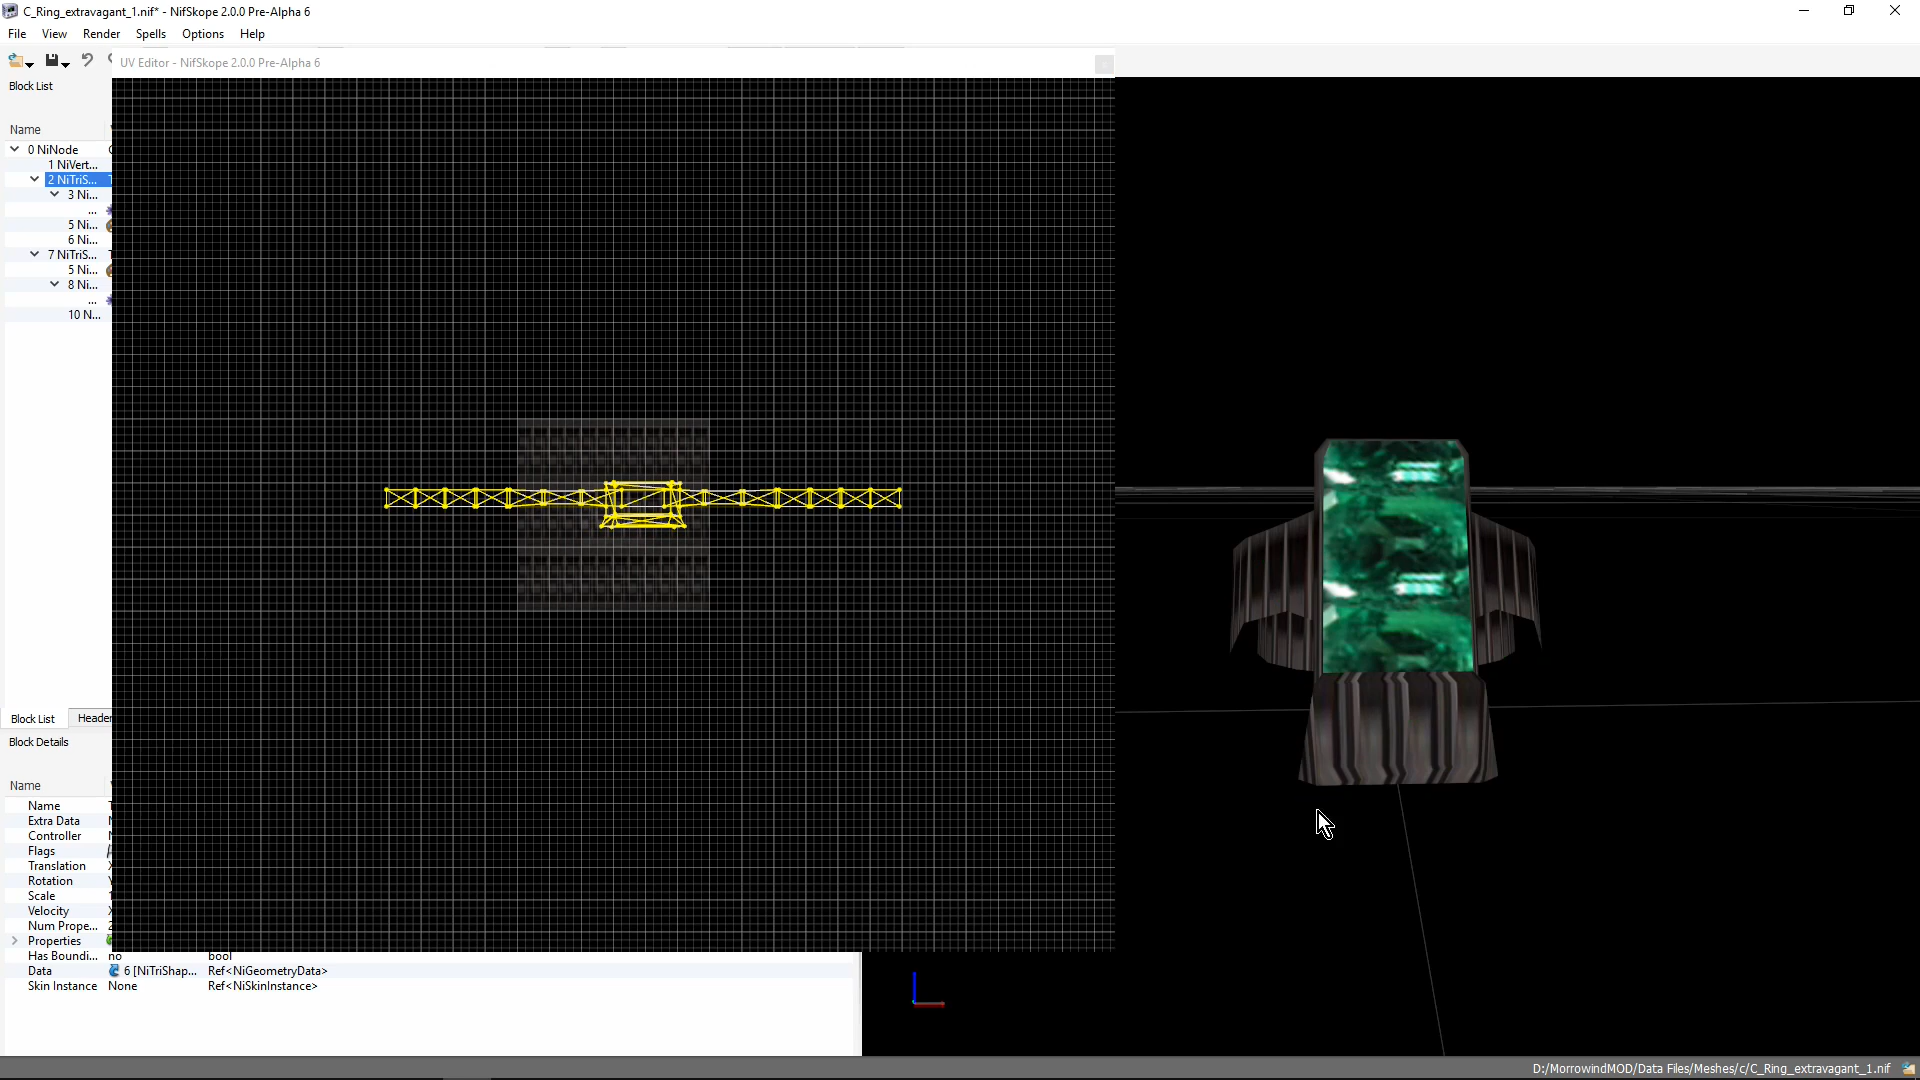 C_Ring_extravagant_1.nif* - NifSkope 2.0.0 Pre-Alpha 6
File View Render Spells Options Help
UV Editor - NifSkope 2.0.0 Pre-Alpha 6
Block List
Name
0 NiNode
1 NiVert...
2 NiTriS...
3 Ni...
...
5 Ni...
6 Ni...
7 NiTriS...
5 Ni...
8 Ni...
...
10 N...
Block List Header
Block Details
Name
Name
Extra Data
Controller
Flags
Translation
Rotation
Scale
Velocity
Num Prope...
Properties
Has Boundi... no bool
Data 6 [NiTriShap... Ref<NiGeometryData>
Skin Instance None Ref<NiSkinInstance>
D:/MorrowindMOD/Data Files/Meshes/c/C_Ring_extravagant_1.nif